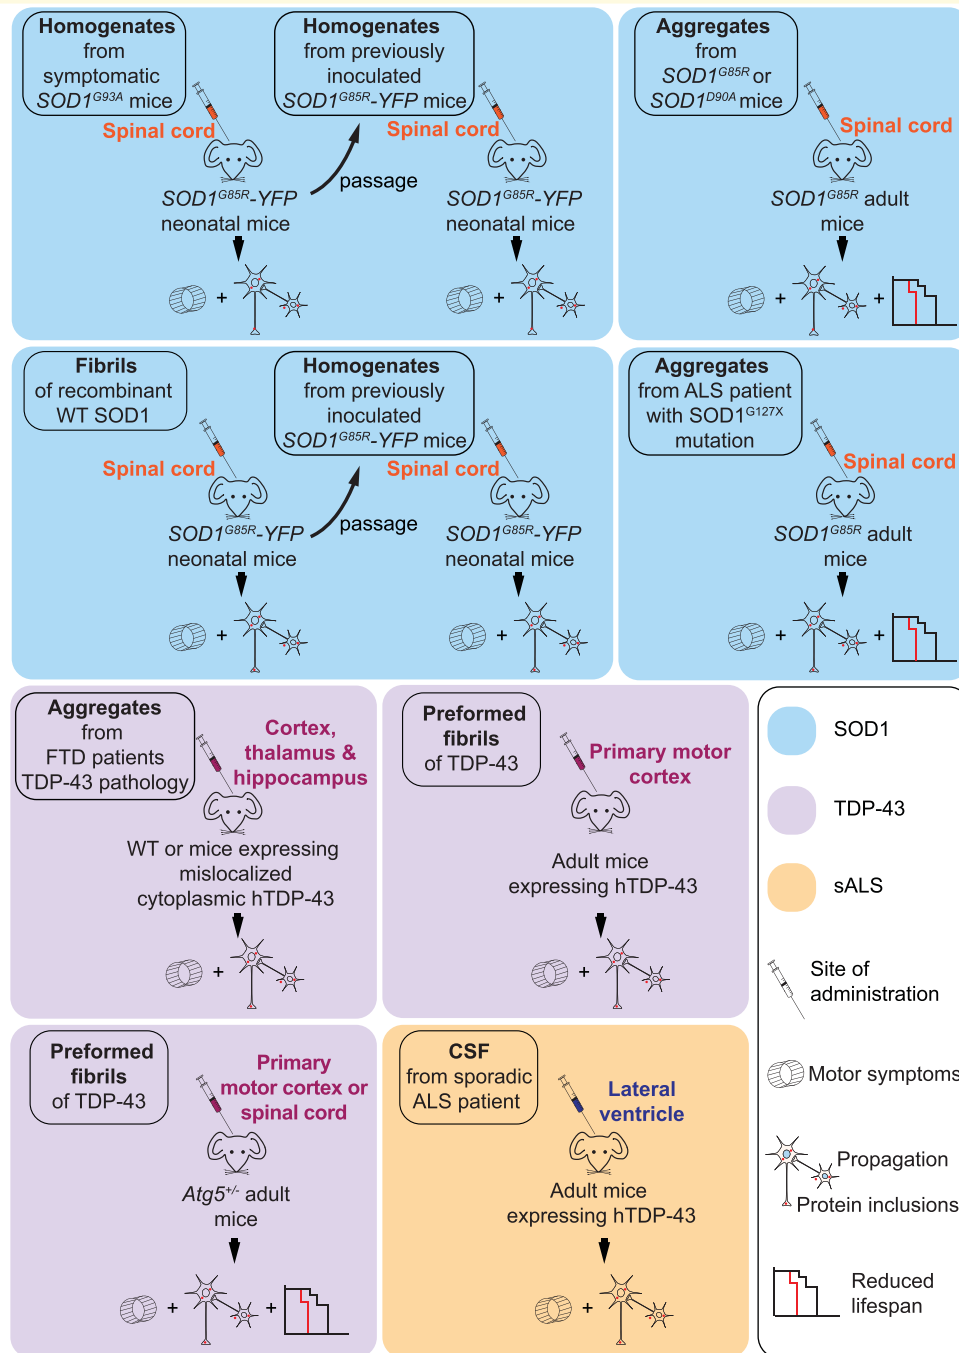 Homogenates
from
symptomatic
SOD1G93A mice
Spinal cord
SOD1G85R-YFP
neonatal mice
+
passage
Homogenates
from previously
inoculated
SOD1G85R-YFP mice
Spinal cord
SOD1G85R-YFP
neonatal mice
+
Aggregates
from
SOD1G85R or
SOD1D90A mice
Spinal cord
SOD1G85R adult
mice
+ +
Fibrils
of recombinant
WT SOD1
Spinal cord
SOD1G85R-YFP
neonatal mice
+
passage
Homogenates
from previously
inoculated
SOD1G85R-YFP mice
Spinal cord
SOD1G85R-YFP
neonatal mice
+
Aggregates
from ALS patient
with SOD1G127X
mutation
Spinal cord
SOD1G85R adult
mice
+ +
Aggregates
from
FTD patients
TDP-43 pathology
Cortex,
thalamus &
hippocampus
WT or mice expressing
mislocalized
cytoplasmic hTDP-43
+
Preformed
fibrils
of TDP-43
Primary motor
cortex
Adult mice
expressing hTDP-43
+
Preformed
fibrils
of TDP-43
Primary
motor cortex or
spinal cord
Atg5+/- adult
mice
+ +
CSF
from sporadic
ALS patient
Lateral
ventricle
Adult mice
expressing hTDP-43
+
SOD1
TDP-43
sALS
Site of
administration
Motor symptoms
Propagation
Protein inclusions
Reduced
lifespan